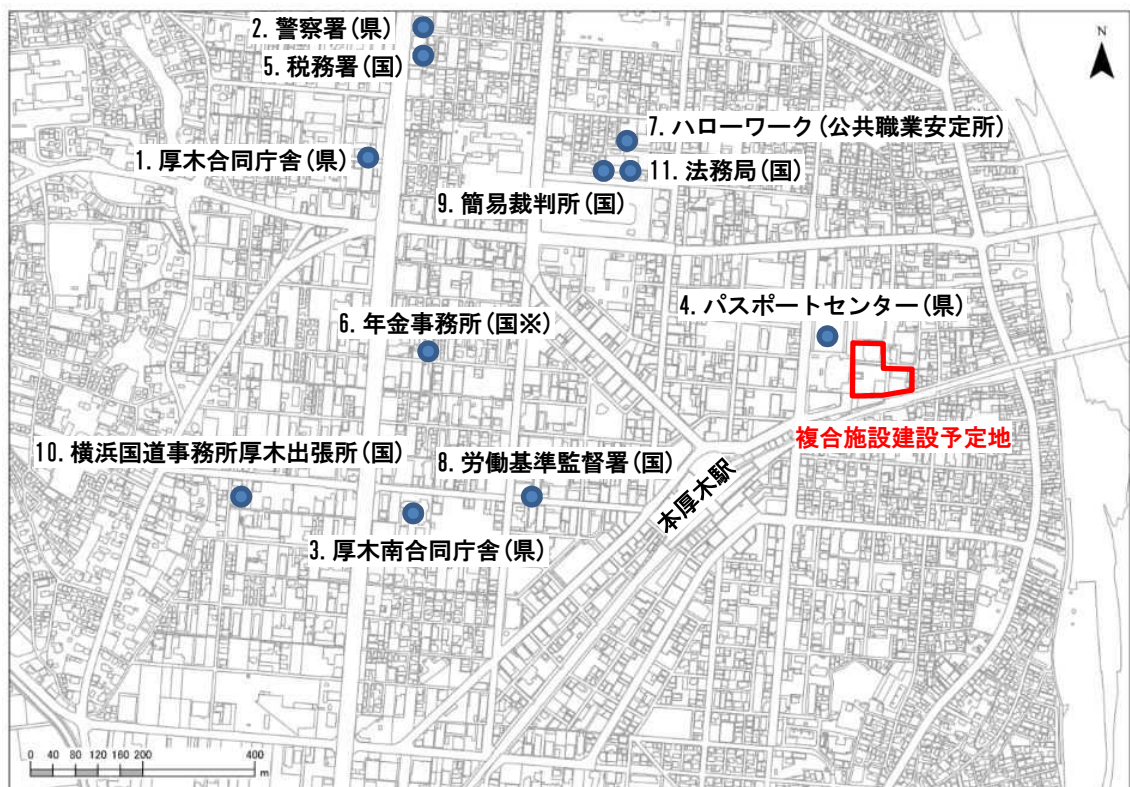 2. 警察署(県)
5. 税務署(国)
N
7. ハローワーク(公共職業安定所)
1. 厚木合同庁舎(県)
11. 法務局(国)
9. 簡易裁判所(国)
4. パスポートセンター(県)
6. 年金事務所(国※)
複合施設建設予定地
10. 横浜国道事務所厚木出張所(国)
8. 労働基準監督署(国)
本厚木駅
3. 厚木南合同庁舎(県)
0 40 80 120 160 200 400
m